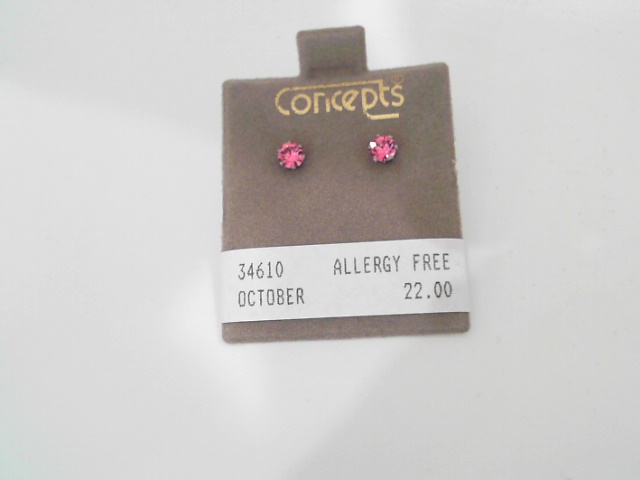 Concepts
34610 ALLERGY FREE
OCTOBER 22.00